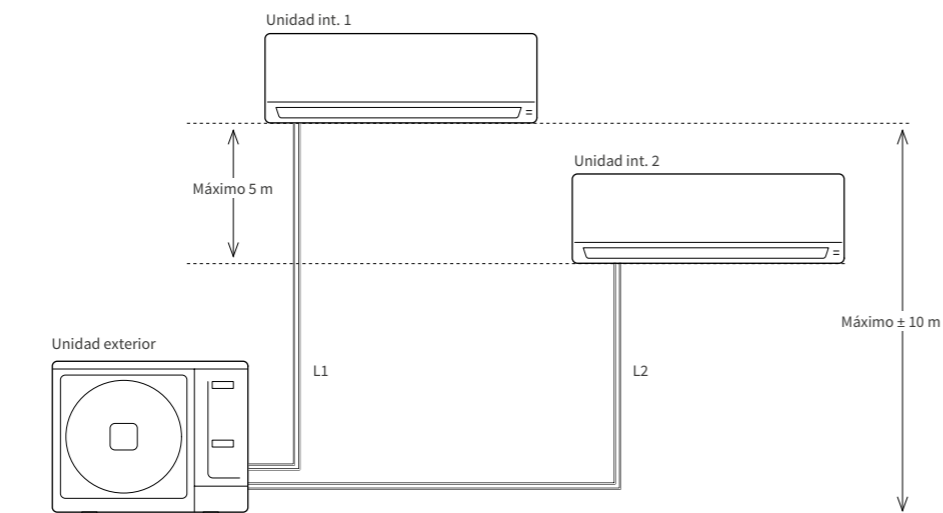 Unidad int. 1
Unidad int. 2
Máximo 5 m
Máximo ± 10 m
Unidad exterior
L1
L2